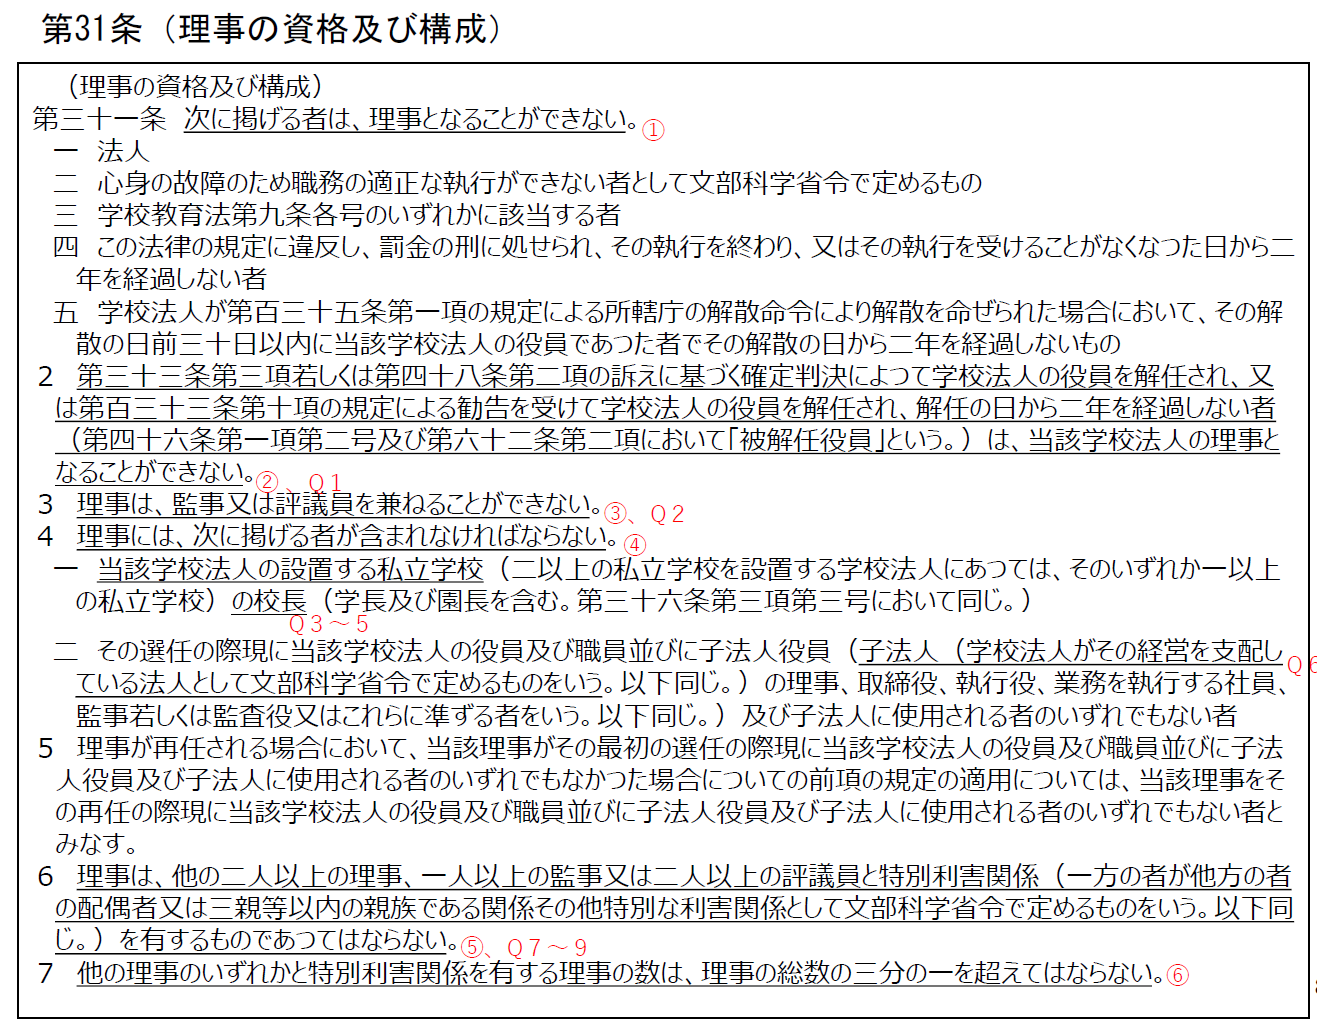 第31条（理事の資格及び構成）
（理事の資格及び構成）
第三十一条　次に掲げる者は、理事となることができない。①
一　法人
二　心身の故障のため職務の適正な執行ができない者として文部科学省令で定めるもの
三　学校教育法第九条各号のいずれかに該当する者
四　この法律の規定に違反し、罰金の刑に処せられ、その執行を終わり、又はその執行を受けることがなくなつた日から二
年を経過しない者
五　学校法人が第百三十五条第一項の規定による所轄庁の解散命令により解散を命ぜられた場合において、その解
散の日前三十日以内に当該学校法人の役員であつた者でその解散の日から二年を経過しないもの
２　第三十三条第三項若しくは第四十八条第二項の訴えに基づく確定判決によつて学校法人の役員を解任され、又
は第百三十三条第十項の規定による勧告を受けて学校法人の役員を解任され、解任の日から二年を経過しない者
（第四十六条第一項第二号及び第六十二条第二項において「被解任役員」という。）は、当該学校法人の理事と
なることができない。②、Ｑ１
３　理事は、監事又は評議員を兼ねることができない。③、Ｑ２
４　理事には、次に掲げる者が含まれなければならない。④
一　当該学校法人の設置する私立学校（二以上の私立学校を設置する学校法人にあつては、そのいずれか一以上
の私立学校）の校長（学長及び園長を含む。第三十六条第三項第三号において同じ。）
Ｑ３～５
二　その選任の際現に当該学校法人の役員及び職員並びに子法人役員（子法人（学校法人がその経営を支配し
Ｑ６
ている法人として文部科学省令で定めるものをいう。以下同じ。）の理事、取締役、執行役、業務を執行する社員、
監事若しくは監査役又はこれらに準ずる者をいう。以下同じ。）及び子法人に使用される者のいずれでもない者
５　理事が再任される場合において、当該理事がその最初の選任の際現に当該学校法人の役員及び職員並びに子法
人役員及び子法人に使用される者のいずれでもなかつた場合についての前項の規定の適用については、当該理事をそ
の再任の際現に当該学校法人の役員及び職員並びに子法人役員及び子法人に使用される者のいずれでもない者と
みなす。
６　理事は、他の二人以上の理事、一人以上の監事又は二人以上の評議員と特別利害関係（一方の者が他方の者
の配偶者又は三親等以内の親族である関係その他特別な利害関係として文部科学省令で定めるものをいう。以下同
じ。）を有するものであつてはならない。⑤、Ｑ７～９
７　他の理事のいずれかと特別利害関係を有する理事の数は、理事の総数の三分の一を超えてはならない。⑥